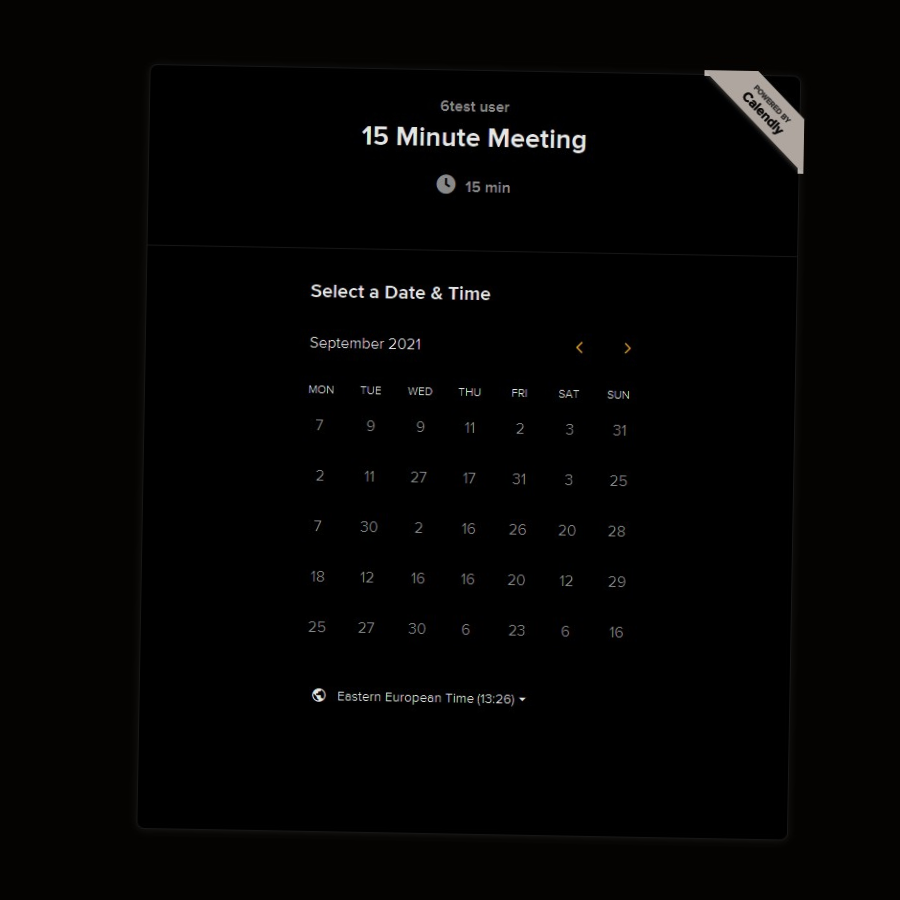 6test user
POWERED BY
Calendly
15 Minute Meeting
15 min
Select a Date & Time
September 2021
MON TUE WED THU FRI SAT SUN
7 9 9 11 2 3 31
2 11 27 17 31 3 25
7 30 2 16 26 20 28
18 12 16 16 20 12 29
25 27 30 6 23 6 16
Eastern European Time (13:26)